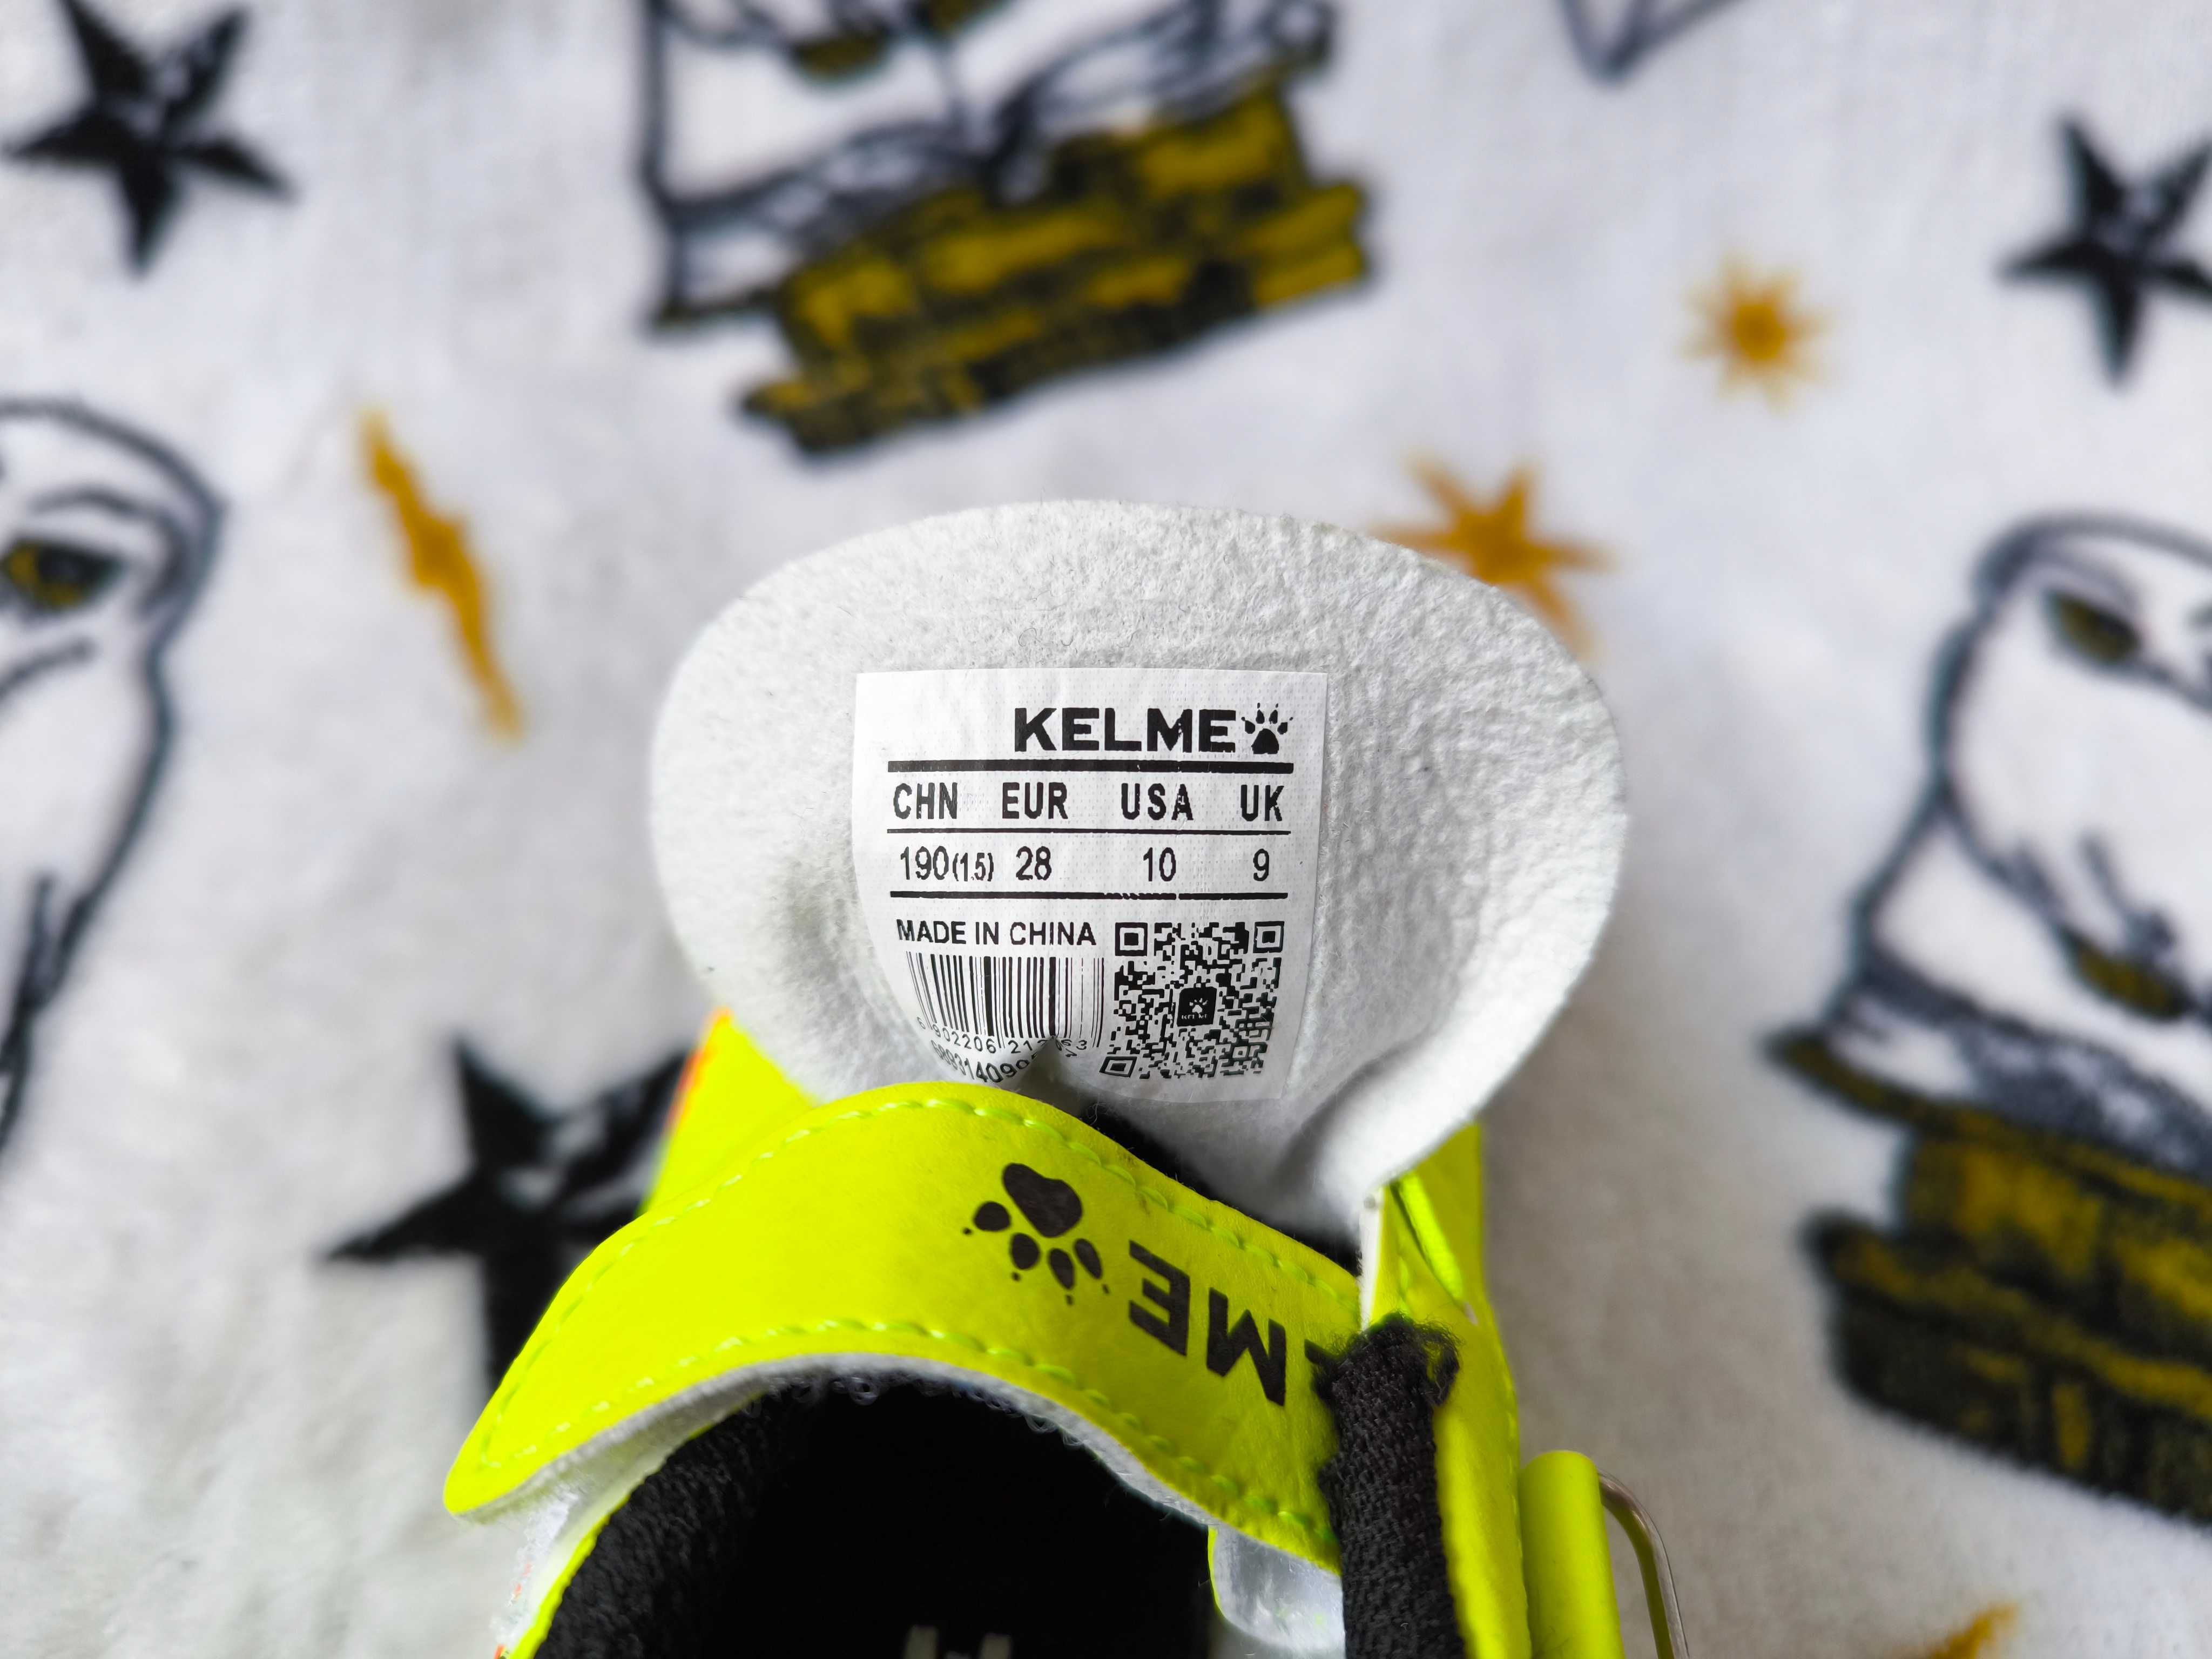 KELME
CHN EUR USA UK
190(1.5) 28 10 9
MADE IN CHINA
ME